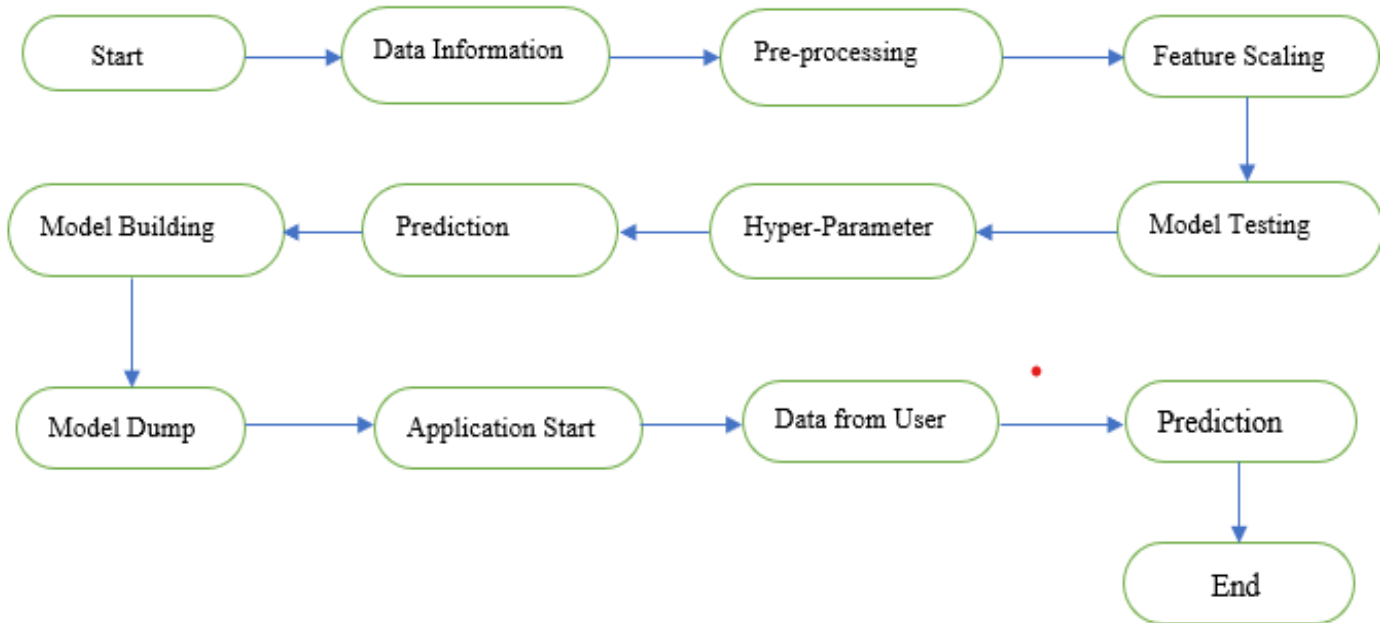 Start
Data Information
Pre-processing
Feature Scaling
Model Testing
Hyper-Parameter
Prediction
Model Building
Model Dump
Application Start
Data from User
Prediction
End